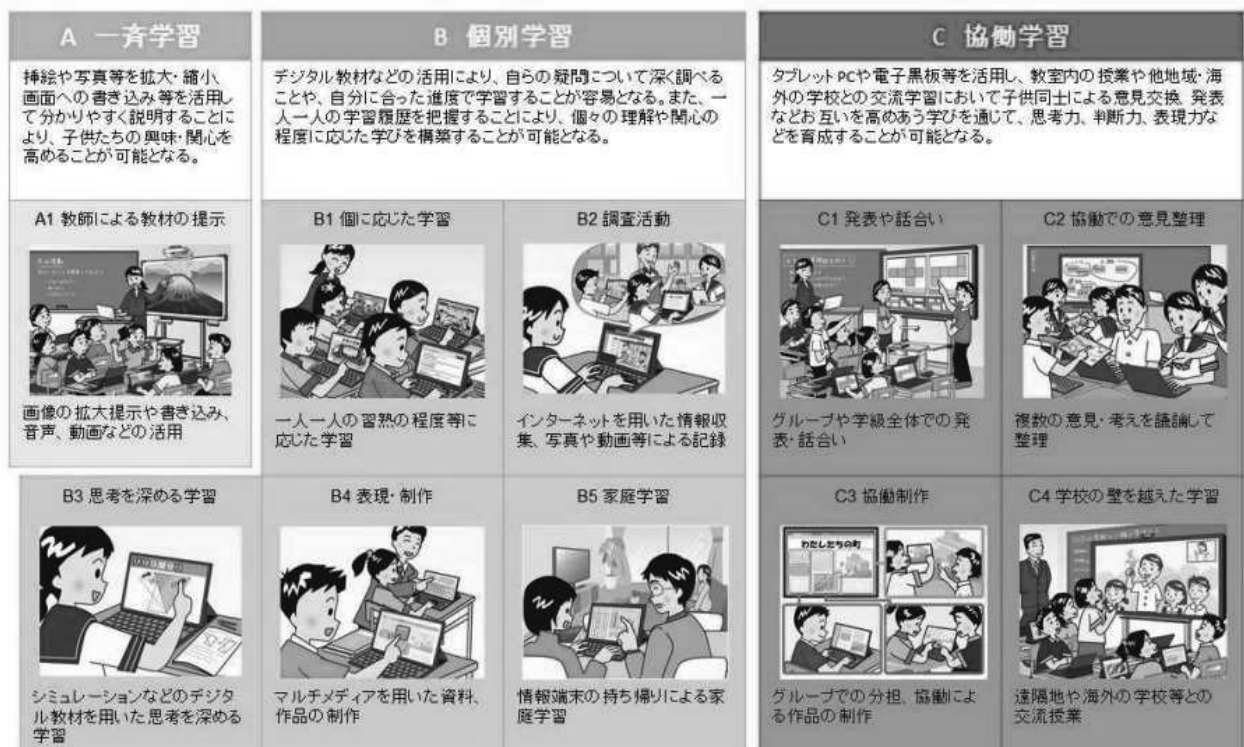 A 一斉学習
挿絵や写真等を拡大・縮小、
画面への書き込み等を活用し
て分かりやすく説明することに
より、子供たちの興味・関心を
高めることが可能となる。
B 個別学習
デジタル教材などの活用により、自らの疑問について深く調べる
ことや、自分に合った進度で学習することが容易となる。また、一
人一人の学習履歴を把握することにより、個々の理解や関心の
程度に応じた学びを構築することが可能となる。
C 協働学習
タブレットPCや電子黒板等を活用し、教室内の授業や他地域・海
外の学校との交流学習において子供同士による意見交換、発表
などお互いを高めあう学びを通じて、思考力、判断力、表現力な
どを育成することが可能となる。
A1 教師による教材の提示
画像の拡大提示や書き込み、
音声、動画などの活用
B1 個に応じた学習
一人一人の習熟の程度等に
応じた学習
B2 調査活動
インターネットを用いた情報収
集、写真や動画等による記録
C1 発表や話合い
グループや学級全体での発
表・話合い
C2 協働での意見整理
複数の意見・考えを議論して
整理
B3 思考を深める学習
シミュレーションなどのデジタ
ル教材を用いた思考を深める
学習
B4 表現・制作
マルチメディアを用いた資料、
作品の制作
B5 家庭学習
情報端末の持ち帰りによる家
庭学習
C3 協働制作
わたしたちの町
グループでの分担、協働によ
る作品の制作
C4 学校の壁を越えた学習
遠隔地や海外の学校等との
交流授業